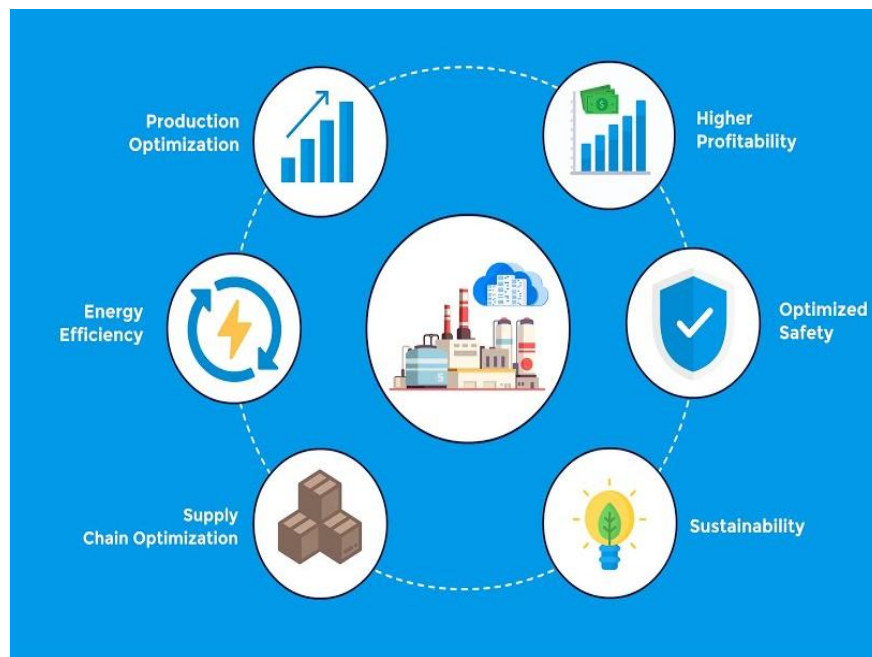 Production
Optimization
Higher
Profitability
Energy
Efficiency
Optimized
Safety
Supply
Chain Optimization
Sustainability